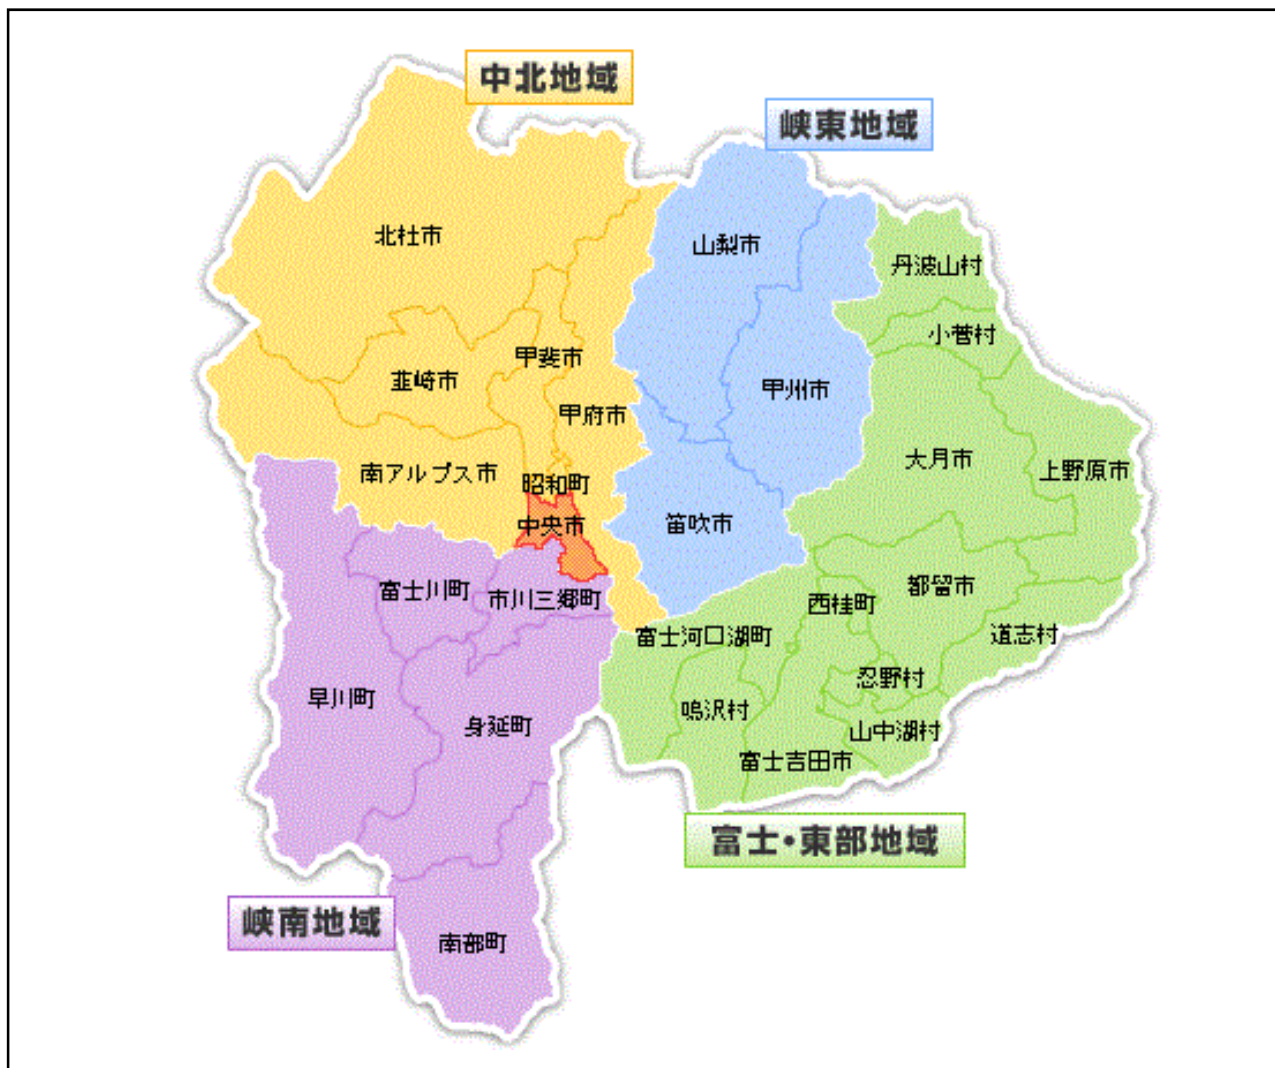 中北地域
峡東地域
北杜市
山梨市
丹波山村
小菅村
甲斐市
韮崎市
甲州市
甲府市
大月市
上野原市
南アルプス市
昭和町
中央市
笛吹市
富士川町
市川三郷町
西桂町
都留市
富士河口湖町
道志村
忍野村
早川町
鳴沢村
身延町
山中湖村
富士吉田市
富士・東部地域
峡南地域
南部町